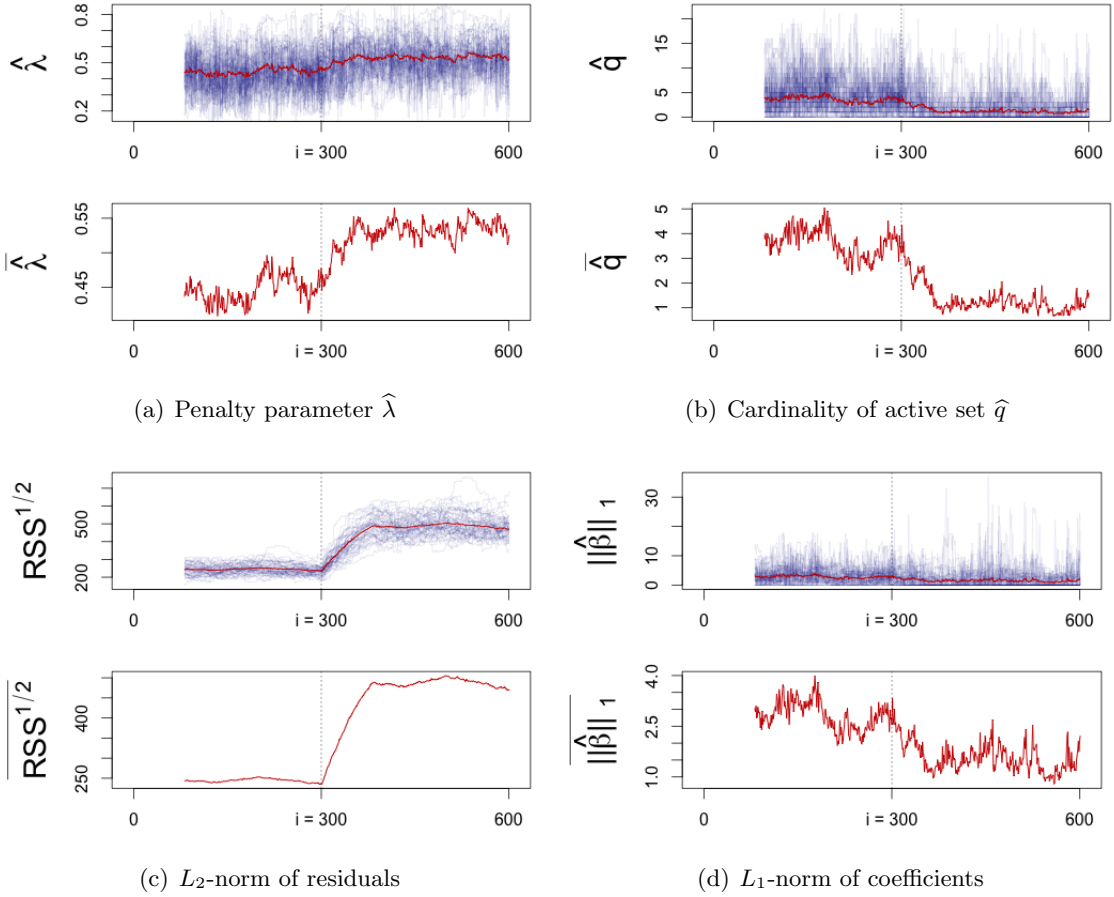 λ̂
0.2 0.5 0.8
0 i = 300 600
q̂
0 5 15
0 i = 300 600
λ̂̅
0.45 0.55
0 i = 300 600
q̂̅
1 2 3 4 5
0 i = 300 600
(a) Penalty parameter λ̂
(b) Cardinality of active set q̂
RSS^1/2
200 500
0 i = 300 600
||β̂||₁
0 10 30
0 i = 300 600
R̅S̅S̅^1/2
250 400
0 i = 300 600
||β̂||₁
1.0 2.5 4.0
0 i = 300 600
(c) L₂-norm of residuals
(d) L₁-norm of coefficients